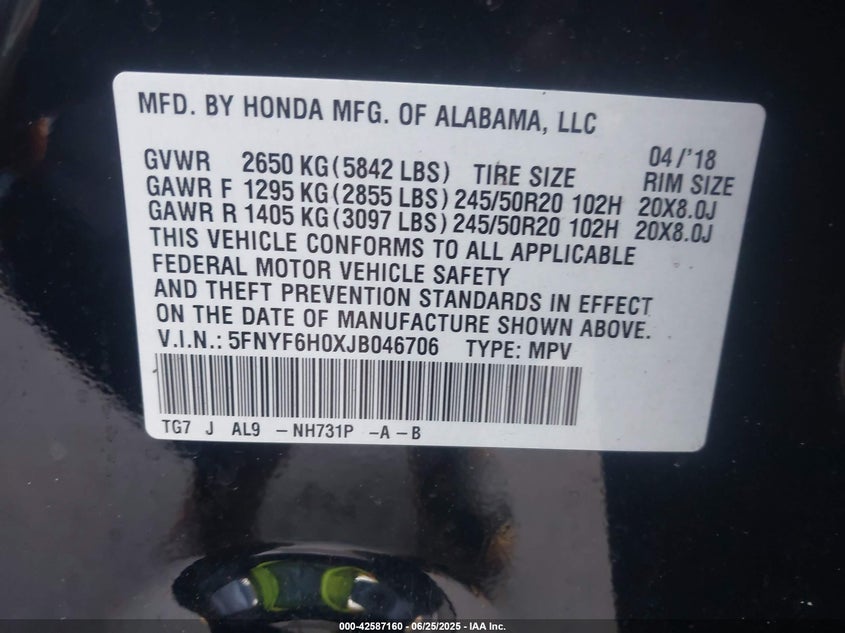 MFD. BY HONDA MFG. OF ALABAMA, LLC
04/'18
GVWR 2650 KG(5842 LBS) TIRE SIZE RIM SIZE
GAWR F 1295 KG(2855 LBS)245/50R20 102H 20X8.0J
GAWR R 1405 KG(3097 LBS)245/50R20 102H 20X8.0J
THIS VEHICLE CONFORMS TO ALL APPLICABLE
FEDERAL MOTOR VEHICLE SAFETY
AND THEFT PREVENTION STANDARDS IN EFFECT
ON THE DATE OF MANUFACTURE SHOWN ABOVE.
V.I.N.: 5FNYF6H0XJB046706 TYPE: MPV
TG7 J AL9 -NH731P -A-B
000-42587160 - 06/25/2025 - IAA Inc.